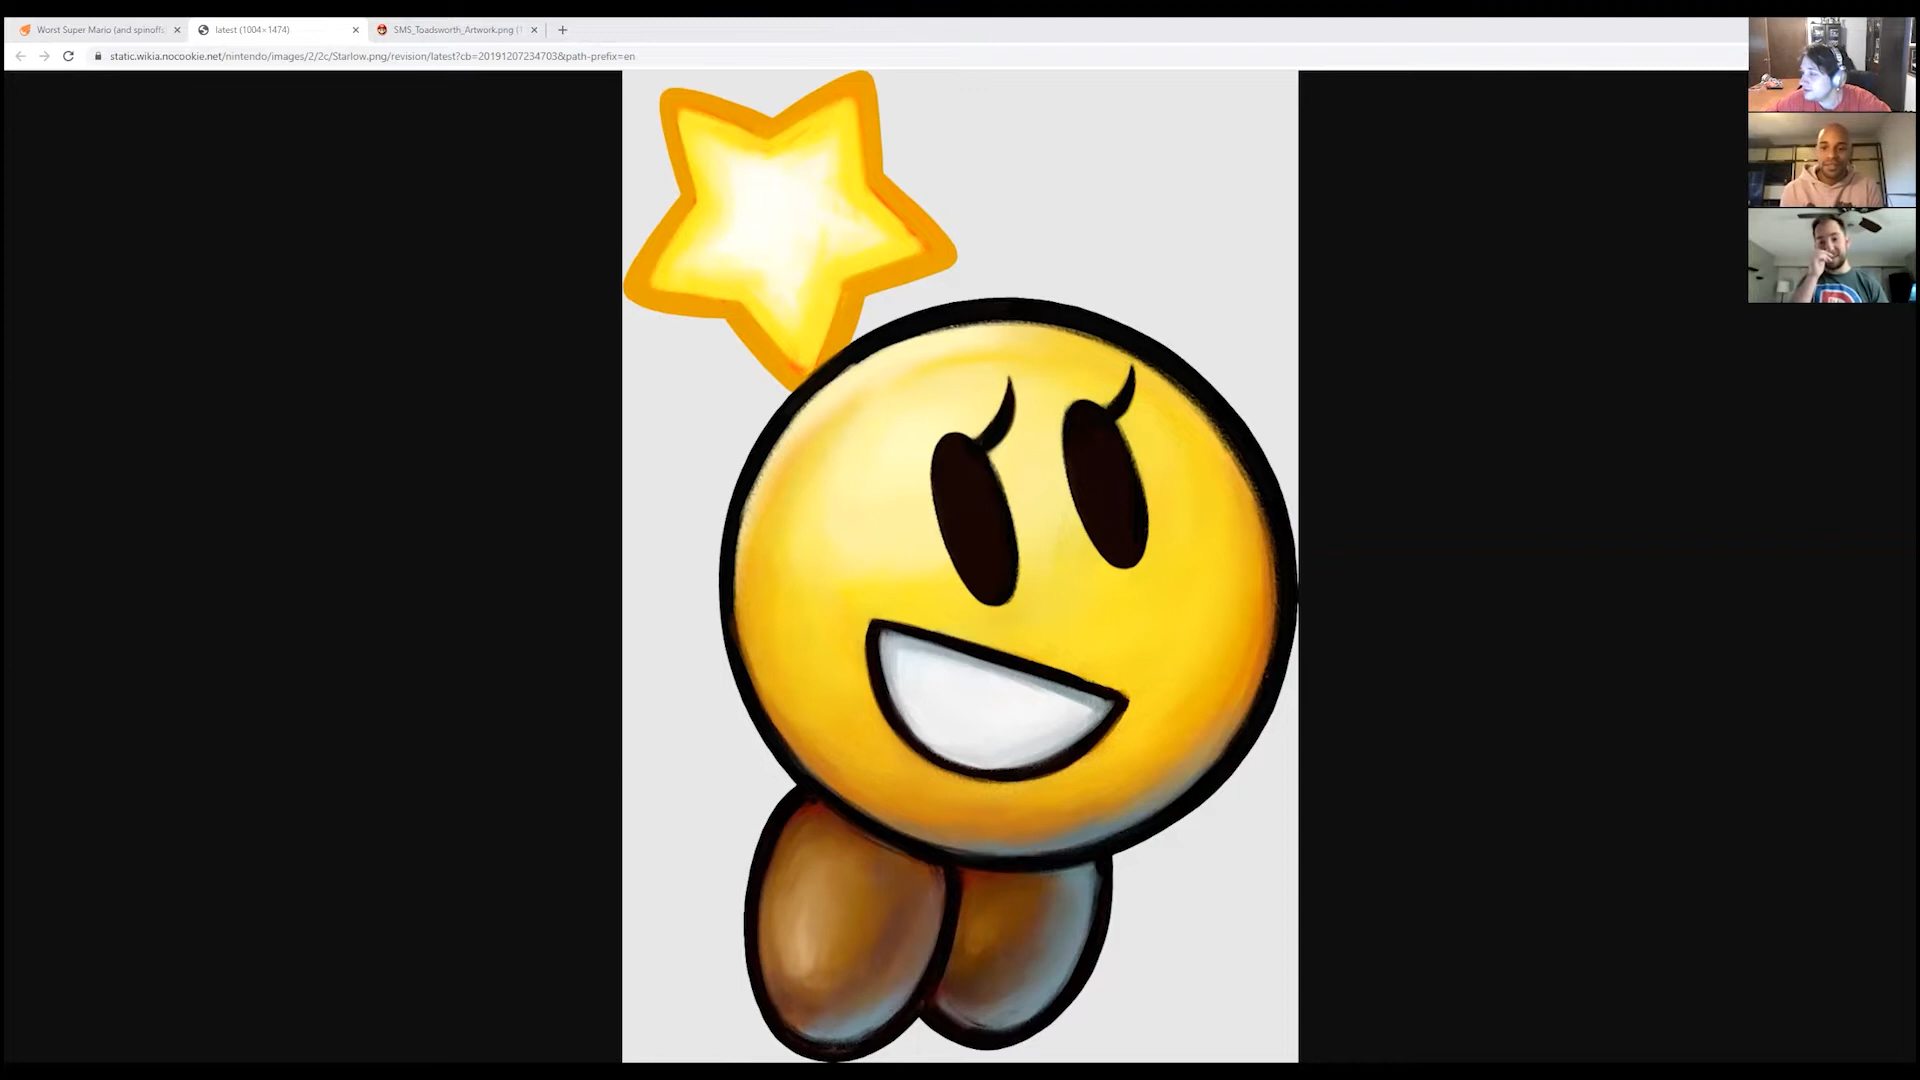 Worst Super Mario (and spinoffs
latest (1004×1474)
SMS_Toadsworth_Artwork.png (
static.wikia.nocookie.net/nintendo/images/2/2c/Starlow.png/revision/latest?cb=20191207234703&path-prefix=en